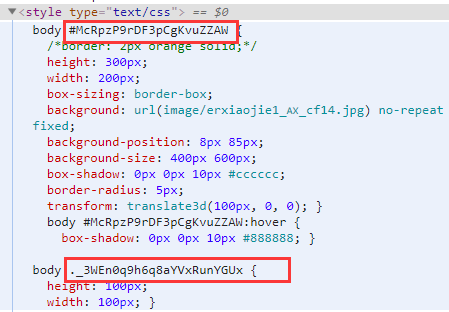 ▼<style type="text/css"> == $0
body #McRpzP9rDF3pCgKvuZZAW {
/*border: 2px orange solid;*/
height: 300px;
width: 200px;
box-sizing: border-box;
background: url(image/erxiaojie1_AX_cf14.jpg) no-repeat
fixed;
background-position: 8px 85px;
background-size: 400px 600px;
box-shadow: 0px 0px 10px #cccccc;
border-radius: 5px;
transform: translate3d(100px, 0, 0); }
body #McRpzP9rDF3pCgKvuZZAW:hover {
box-shadow: 0px 0px 10px #888888; }
body ._3WEn0q9h6q8aYVxRunYGUx {
height: 100px;
width: 100px; }